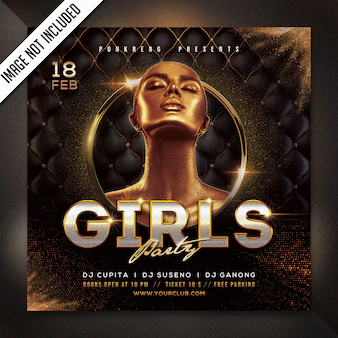 IMAGE NOT INCLUDED
PONKRENG PRESENTS
18
FEB
GIRLS
Party
DJ CUPITA | DJ SUSENO | DJ GANONG
DOORS OPEN AT 10 PM / TICKET 10 $ / FREE PARKING
WWW.YOURCLUB.COM